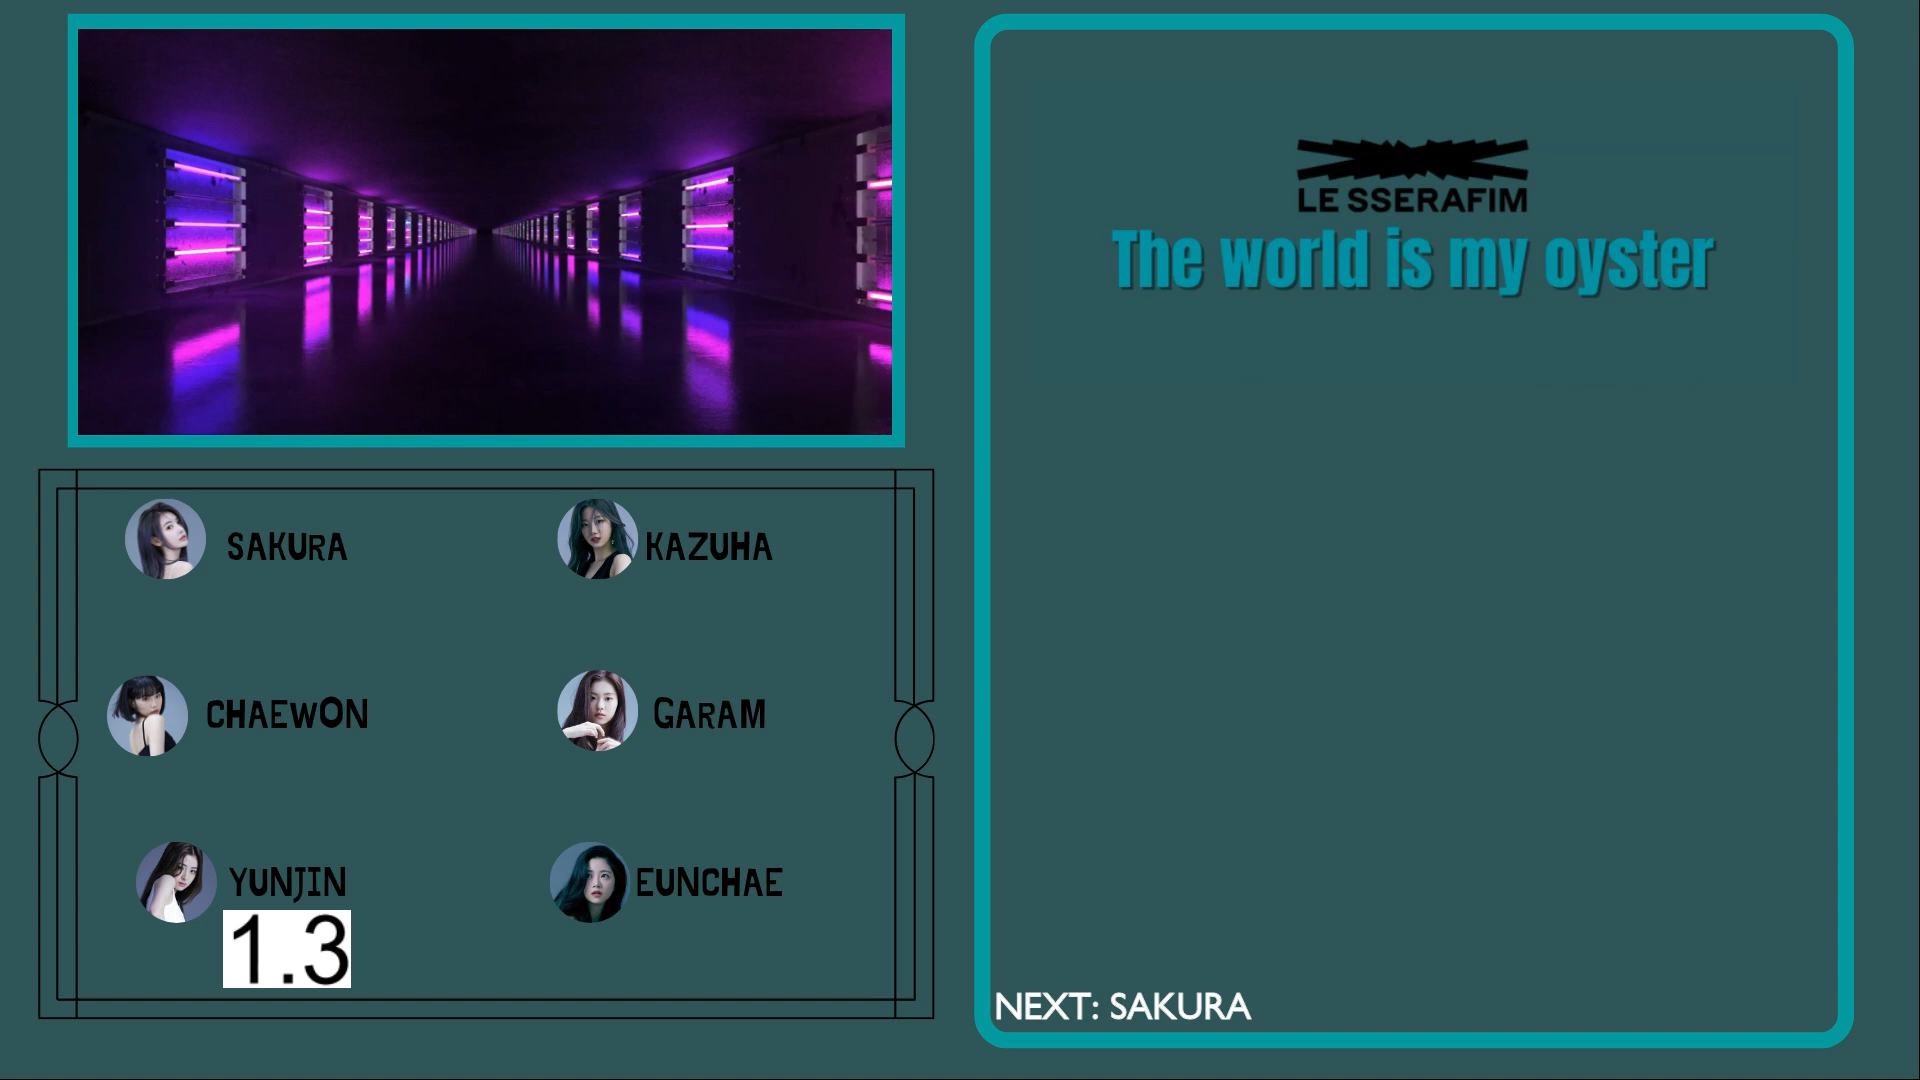 SAKURA
KAZUHA
CHAEWON
GARAM
YUNJIN
EUNCHAE
1.3
LE SSERAFIM
The world is my oyster
NEXT: SAKURA